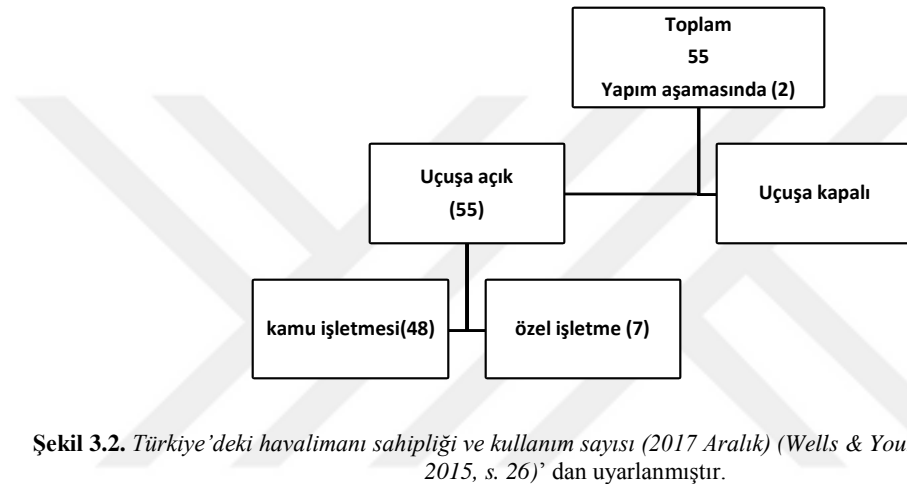 Toplam
55
Yapım aşamasında (2)
Uçuşa açık
(55)
Uçuşa kapalı
kamu işletmesi(48)
özel işletme (7)
Şekil 3.2. Türkiye’deki havalimanı sahipliği ve kullanım sayısı (2017 Aralık) (Wells & You
2015, s. 26)’ dan uyarlanmıştır.